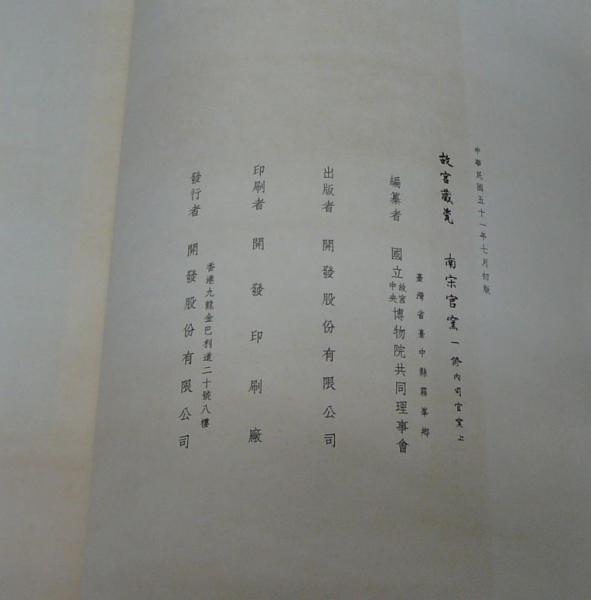 中華民國五十一年七月初版
故宮藏瓷 南宋官窯一 脩內司官窯上
臺灣省臺中縣霧峯鄉
編纂者 國立故宮中央博物院共同理事會
出版者 開發股份有限公司
印刷者 開發印刷廠
香港九龍金巴利道二十號八樓
發行者 開發股份有限公司